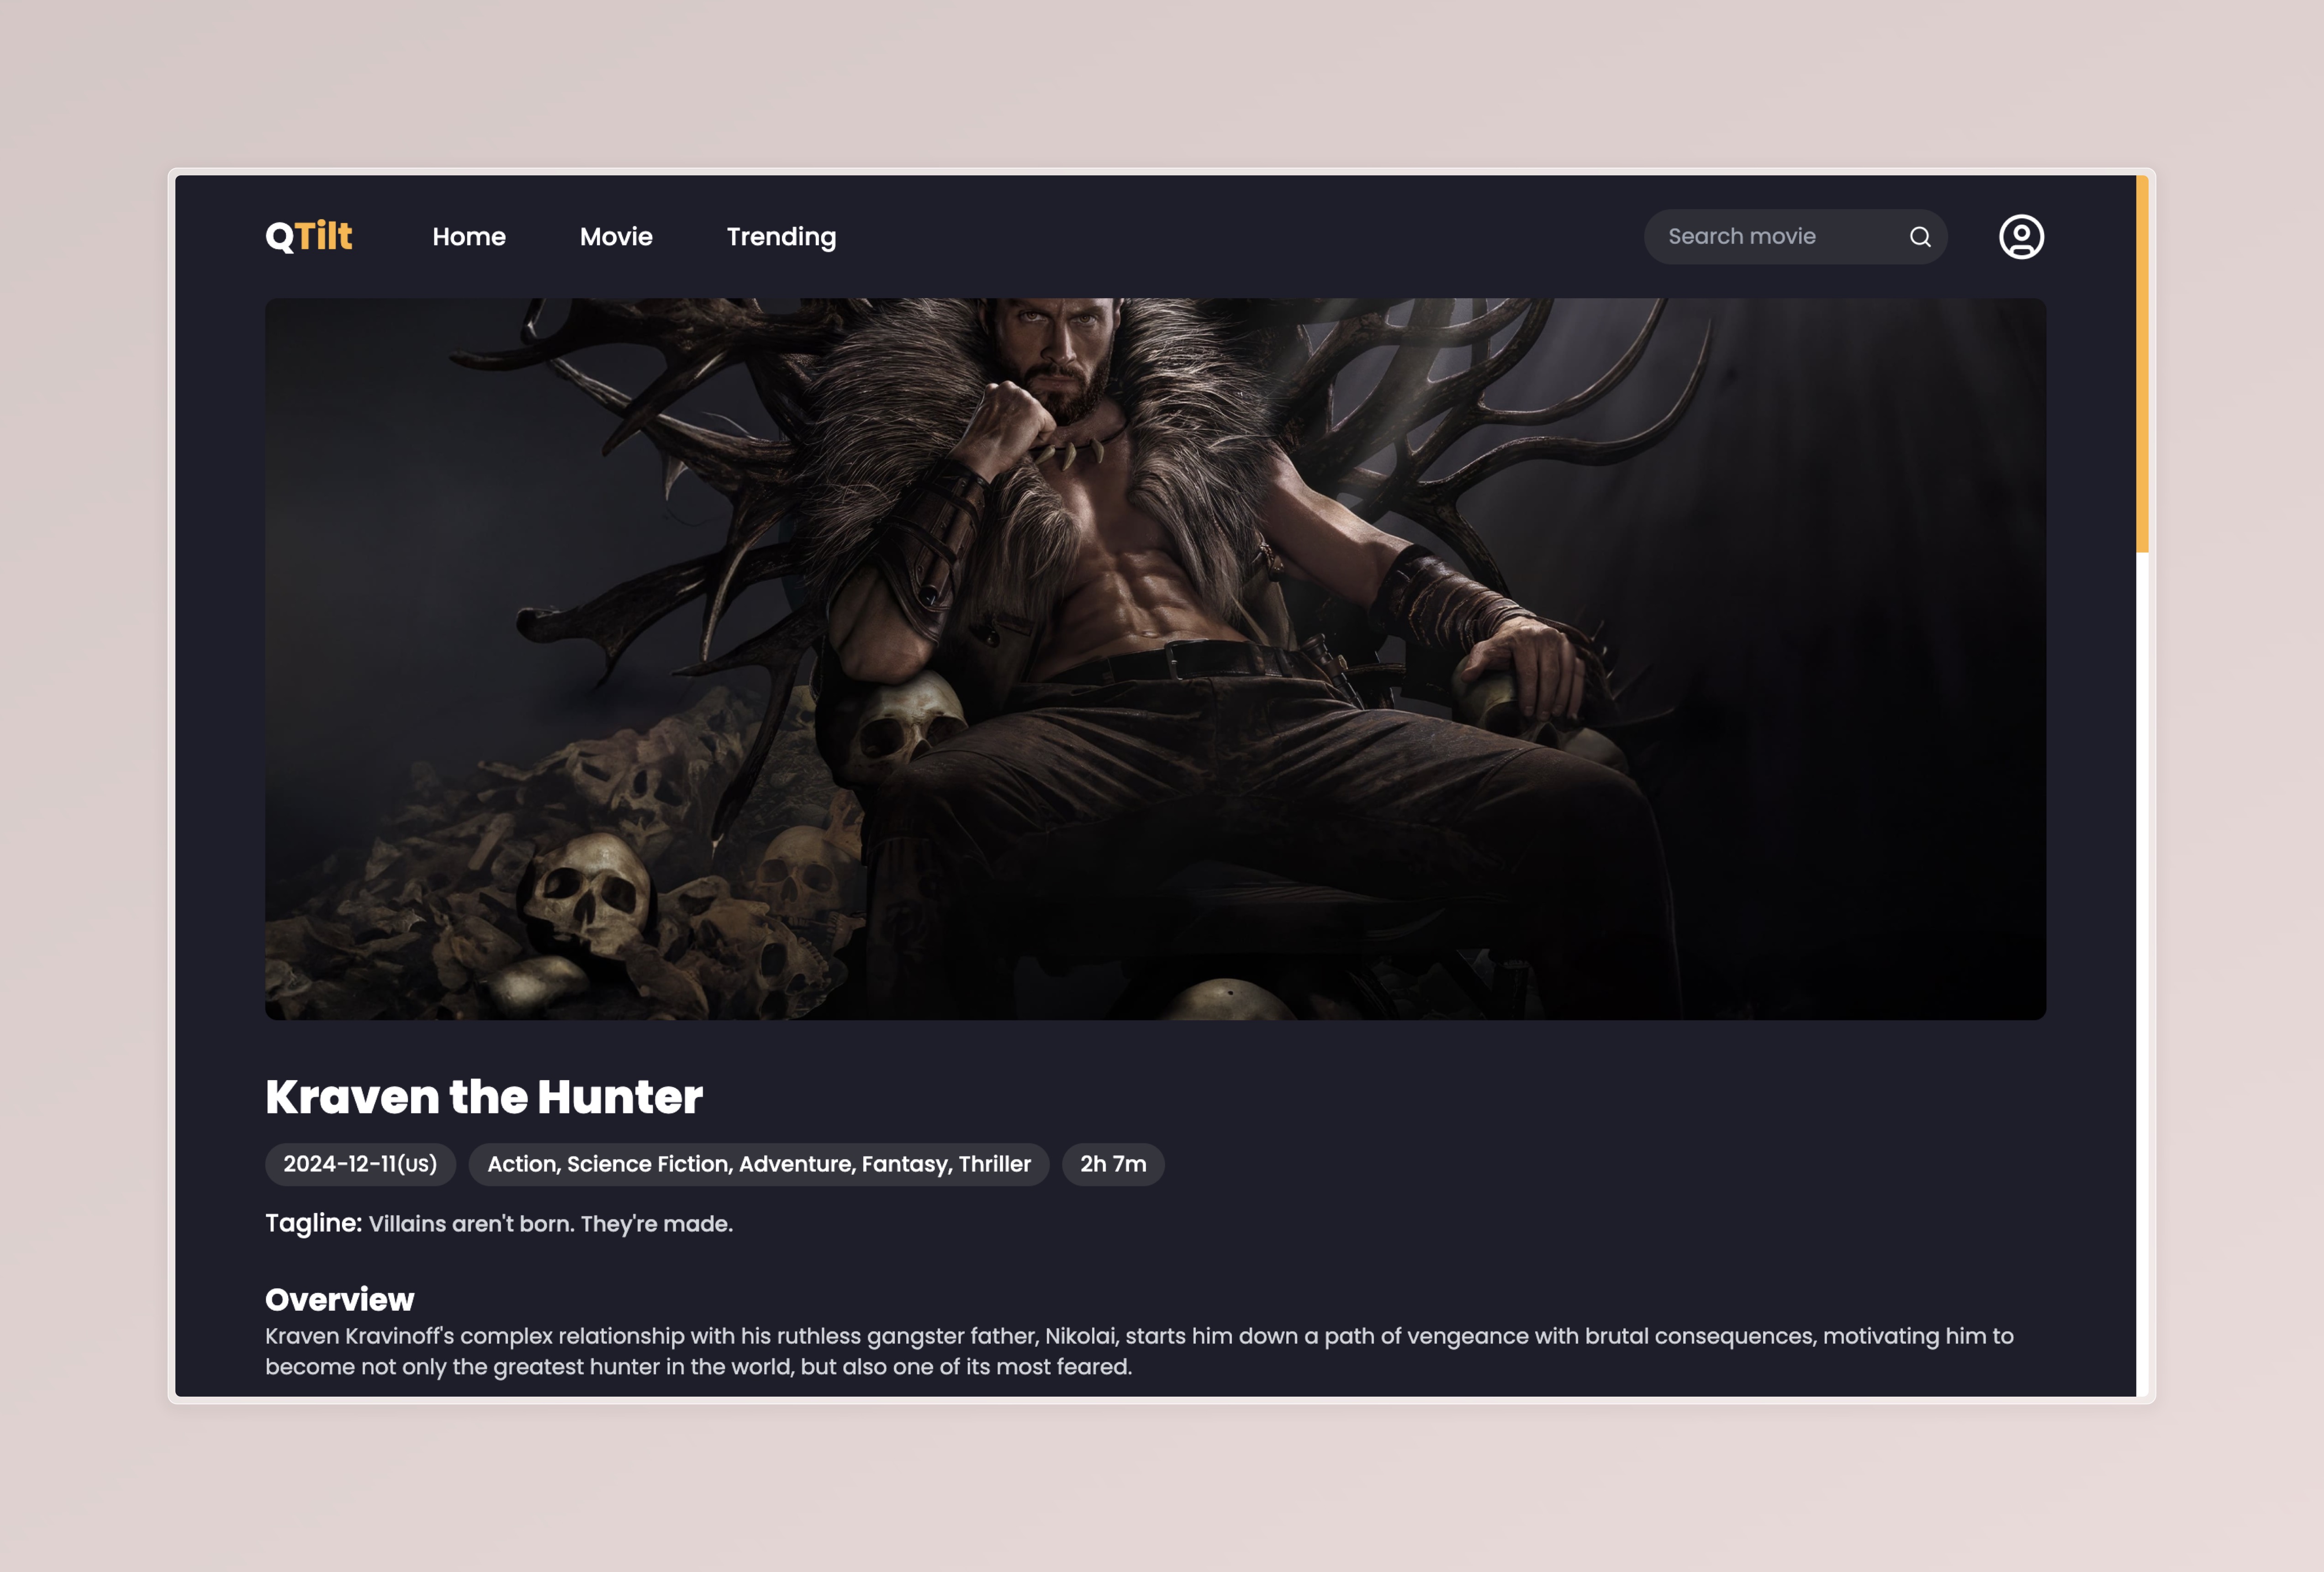 QTilt
Home
Movie
Trending
Search movie
Kraven the Hunter
2024-12-11(US)
Action, Science Fiction, Adventure, Fantasy, Thriller
2h 7m
Tagline: Villains aren't born. They're made.
Overview
Kraven Kravinoff's complex relationship with his ruthless gangster father, Nikolai, starts him down a path of vengeance with brutal consequences, motivating him to
become not only the greatest hunter in the world, but also one of its most feared.